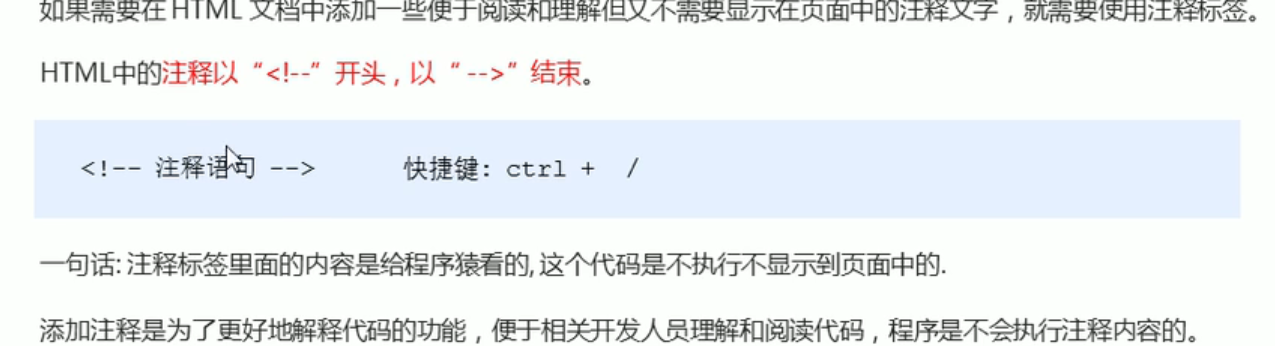 如果需要在 HTML 文档中添加一些便于阅读和理解但又不需要显示在页面中的注释文字，就需要使用注释标签。
HTML中的注释以“<!--”开头，以“ -->”结束。
<!-- 注释语句 --> 快捷键: ctrl + /
一句话: 注释标签里面的内容是给程序猿看的, 这个代码是不执行不显示到页面中的.
添加注释是为了更好地解释代码的功能，便于相关开发人员理解和阅读代码，程序是不会执行注释内容的。